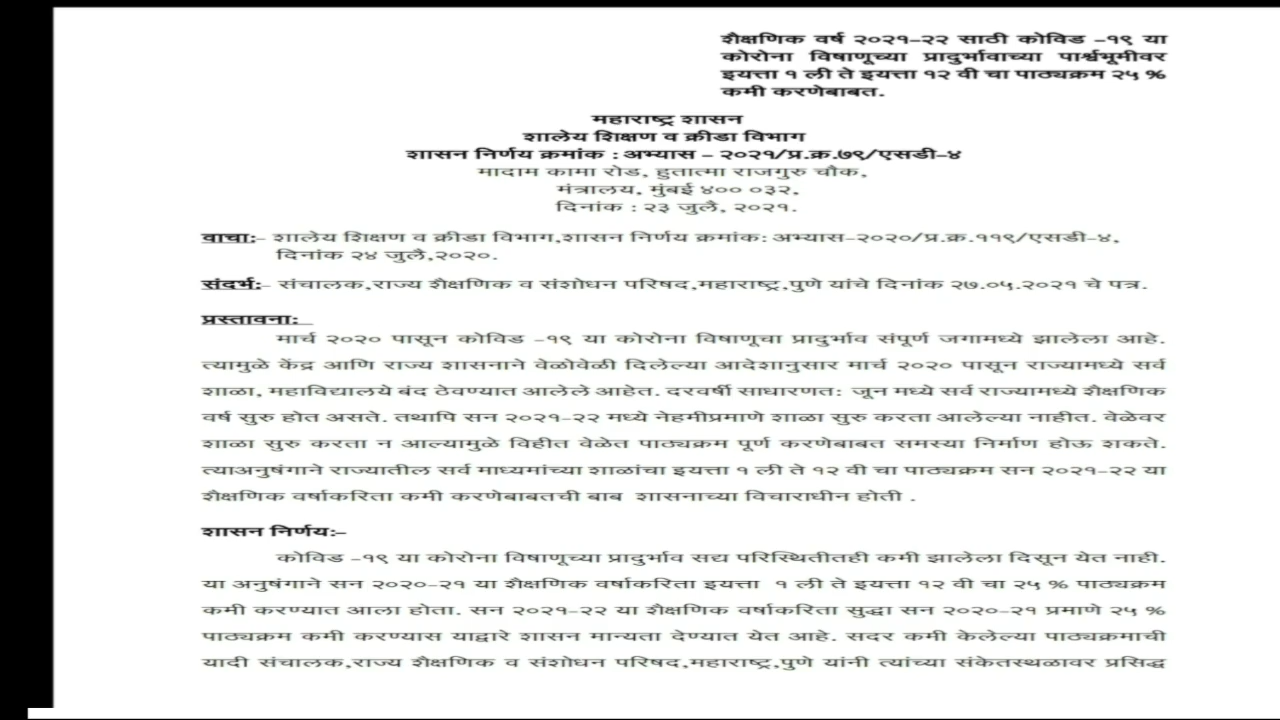 शैक्षणिक वर्ष २०२१-२२ साठी कोविड -१९ या
कोरोना विषाणूच्या प्रादुर्भावाच्या पार्श्वभूमीवर
इयत्ता १ ली ते इयत्ता १२ वी चा पाठ्यक्रम २५ %
कमी करणेबाबत.
महाराष्ट्र शासन
शालेय शिक्षण व क्रीडा विभाग
शासन निर्णय क्रमांक : अभ्यास - २०२१/प्र.क्र.७९/एसडी-४
मादाम कामा रोड, हुतात्मा राजगुरु चौक,
मंत्रालय, मुंबई ४०० ०३२,
दिनांक : २३ जुलै, २०२१.
वाचा:- शालेय शिक्षण व क्रीडा विभाग,शासन निर्णय क्रमांक: अभ्यास-२०२०/प्र.क्र.११९/एसडी-४,
दिनांक २४ जुलै,२०२०.
संदर्भ:- संचालक,राज्य शैक्षणिक व संशोधन परिषद,महाराष्ट्र,पुणे यांचे दिनांक २७.०५.२०२१ चे पत्र.
प्रस्तावना:
मार्च २०२० पासून कोविड -१९ या कोरोना विषाणूचा प्रादुर्भाव संपूर्ण जगामध्ये झालेला आहे.
त्यामुळे केंद्र आणि राज्य शासनाने वेळोवेळी दिलेल्या आदेशानुसार मार्च २०२० पासून राज्यामध्ये सर्व
शाळा, महाविद्यालये बंद ठेवण्यात आलेले आहेत. दरवर्षी साधारणत: जून मध्ये सर्व राज्यामध्ये शैक्षणिक
वर्ष सुरु होत असते. तथापि सन २०२१-२२ मध्ये नेहमीप्रमाणे शाळा सुरु करता आलेल्या नाहीत. वेळेवर
शाळा सुरु करता न आल्यामुळे विहीत वेळेत पाठ्यक्रम पूर्ण करणेबाबत समस्या निर्माण होऊ शकते.
त्याअनुषंगाने राज्यातील सर्व माध्यमांच्या शाळांचा इयत्ता १ ली ते १२ वी चा पाठ्यक्रम सन २०२१-२२ या
शैक्षणिक वर्षाकरिता कमी करणेबाबतची बाब शासनाच्या विचाराधीन होती .
शासन निर्णय:-
कोविड -१९ या कोरोना विषाणूच्या प्रादुर्भाव सद्य परिस्थितीतही कमी झालेला दिसून येत नाही.
या अनुषंगाने सन २०२०-२१ या शैक्षणिक वर्षाकरिता इयत्ता १ ली ते इयत्ता १२ वी चा २५ % पाठ्यक्रम
कमी करण्यात आला होता. सन २०२१-२२ या शैक्षणिक वर्षाकरिता सुद्धा सन २०२०-२१ प्रमाणे २५ %
पाठ्यक्रम कमी करण्यास याद्वारे शासन मान्यता देण्यात येत आहे. सदर कमी केलेल्या पाठ्यक्रमाची
यादी संचालक,राज्य शैक्षणिक व संशोधन परिषद,महाराष्ट्र,पुणे यांनी त्यांच्या संकेतस्थळावर प्रसिद्ध